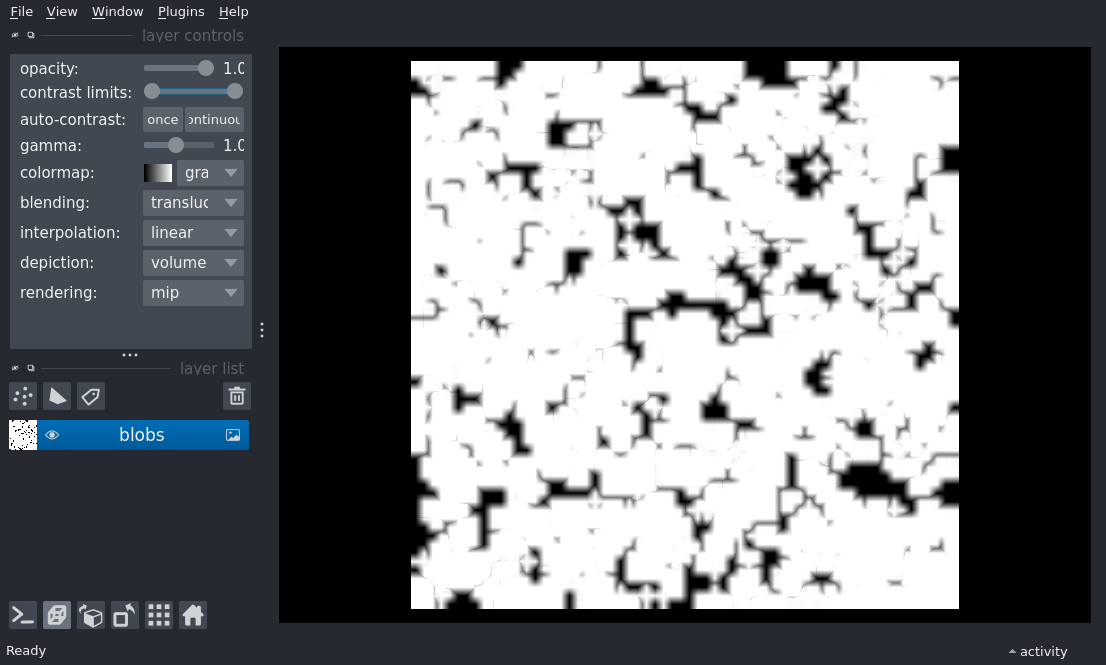 File View Window Plugins Help
layer controls
opacity: 1.0
contrast limits:
auto-contrast: once ontinuou
gamma: 1.0
colormap: gra
blending: transluc
interpolation: linear
depiction: volume
rendering: mip
layer list
blobs
Ready
activity